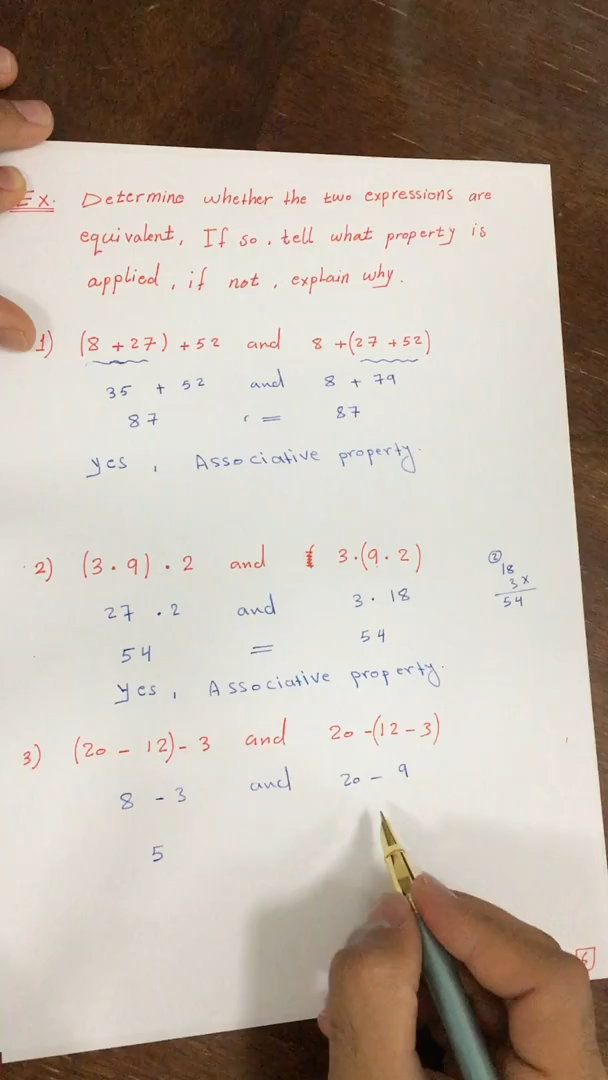 Ex. Determine whether the two expressions are
equivalent, If so, tell what property is
applied, if not, explain why.
1) (8 + 27) + 52 and 8 + (27 + 52)
35 + 52 and 8 + 79
87 = 87
yes, Associative property.
2) (3 · 9) · 2 and 3 · (9 · 2)
27 · 2 and 3 · 18
54 = 54
yes, Associative property.
② 
18
3 x
54
3) (20 - 12) - 3 and 20 - (12 - 3)
8 - 3 and 20 - 9
5